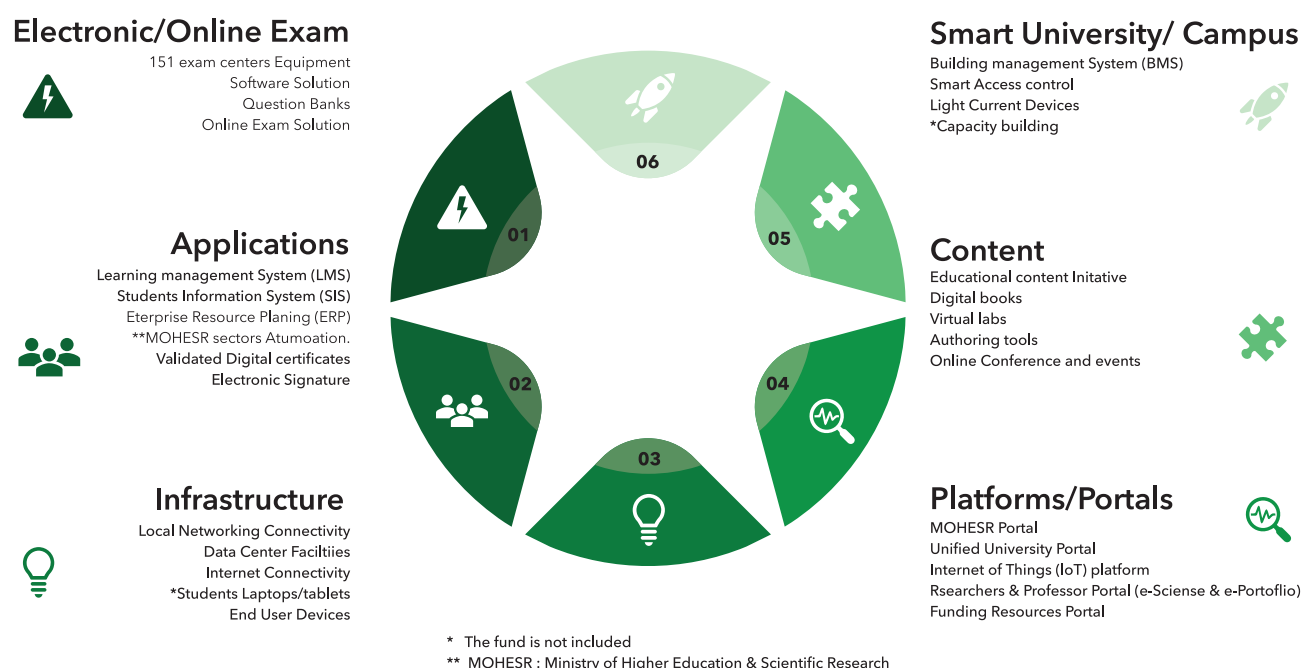 Electronic/Online Exam
151 exam centers Equipment
Software Solution
Question Banks
Online Exam Solution
Applications
Learning management System (LMS)
Students Information System (SIS)
Eterprise Resource Planing (ERP)
**MOHESR sectors Atumoation.
Validated Digital certificates
Electronic Signature
Infrastructure
Local Networking Connectivity
Data Center Faciltiies
Internet Connectivity
*Students Laptops/tablets
End User Devices
06
01
05
02
04
03
Smart University/ Campus
Building management System (BMS)
Smart Access control
Light Current Devices
*Capacity building
Content
Educational content Initative
Digital books
Virtual labs
Authoring tools
Online Conference and events
Platforms/Portals
MOHESR Portal
Unified University Portal
Internet of Things (IoT) platform
Rsearchers & Professor Portal (e-Sciense & e-Portoflio)
Funding Resources Portal
* The fund is not included
** MOHESR : Ministry of Higher Education & Scientific Research